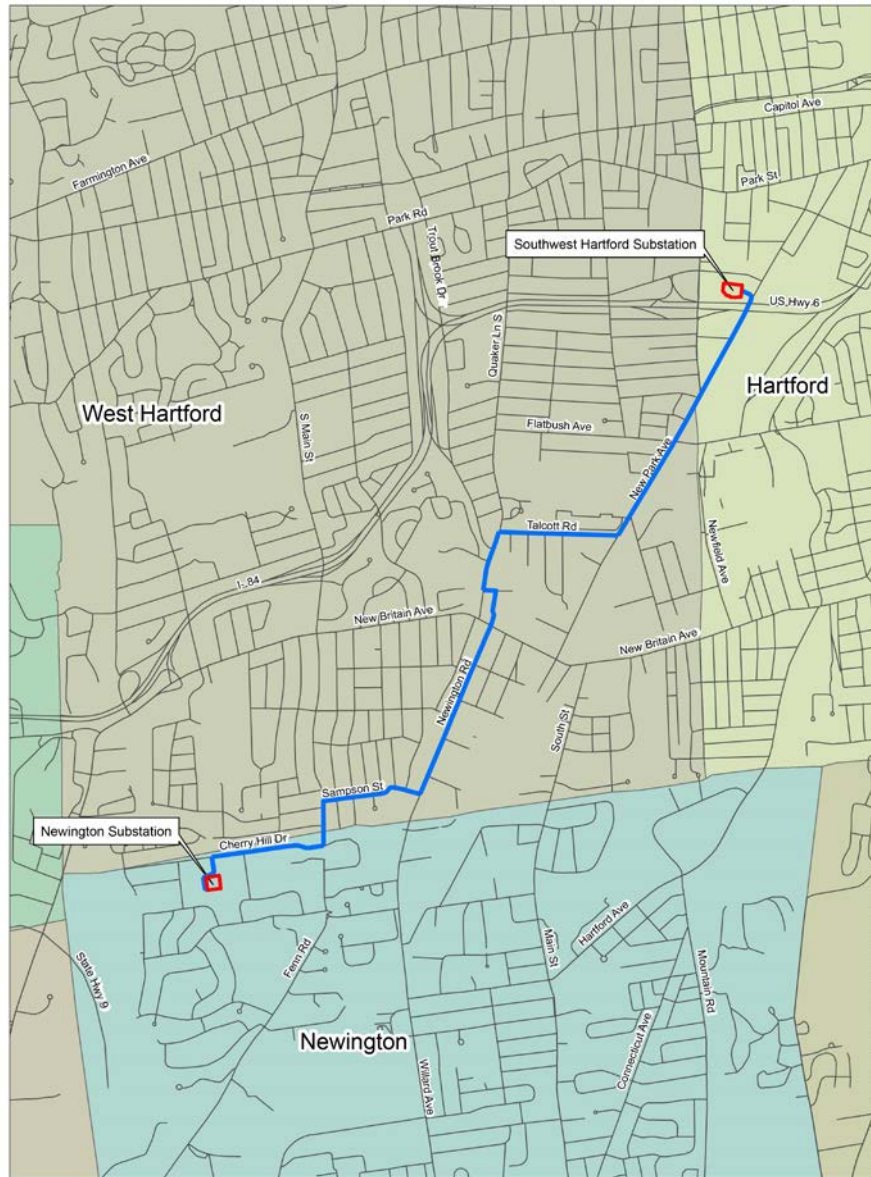 Capitol Ave
Farmington Ave
Park St
Park Rd
Trout Brook Dr
Southwest Hartford Substation
US Hwy 6
Quaker Ln S
Hartford
West Hartford
S Main St
Flatbush Ave
New Park Ave
Talcott Rd
Newfield Ave
I- 84
New Britain Ave
New Britain Ave
Newington Rd
South St
Sampson St
Newington Substation
Cherry Hill Dr
Hartford Ave
Main St
Fenn Rd
State Hwy 9
Mountain Rd
Newington
Connecticut Ave
Willard Ave